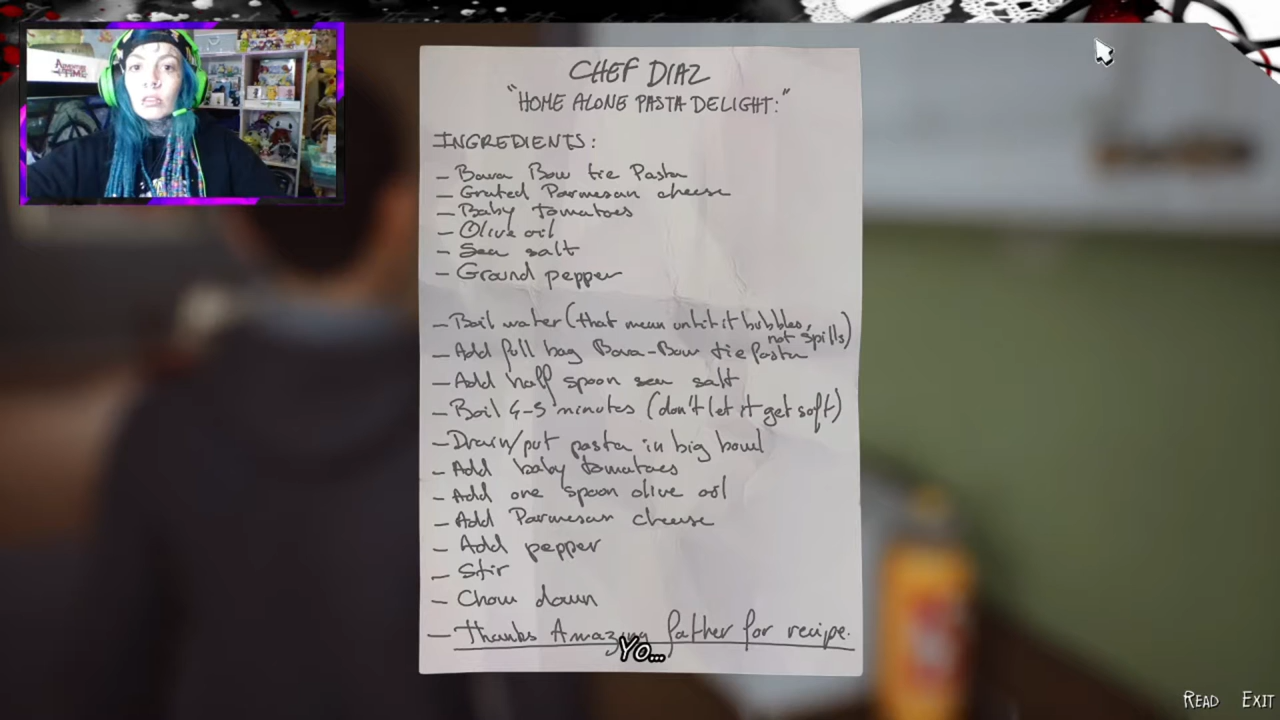 ADVENTURE TIME
CHEF DIAZ
"HOME ALONE PASTA DELIGHT:"
INGREDIENTS:
- Bava Bow tie Pasta
- Grated Parmesan cheese
- Baby tomatoes
- Olive oil
- Sea salt
- Ground pepper
- Boil water (that mean until it bubbles, not spills)
- Add full bag Bava-Bow tie Pasta
- Add half spoon sea salt
- Boil 4-5 minutes (don't let it get soft)
- Drain/put pasta in big bowl
- Add baby tomatoes
- Add one spoon olive oil
- Add Parmesan cheese
- Add pepper
- Stir
- Chow down
- Thanks Amazing father for recipe.
Yo...
READ EXIT